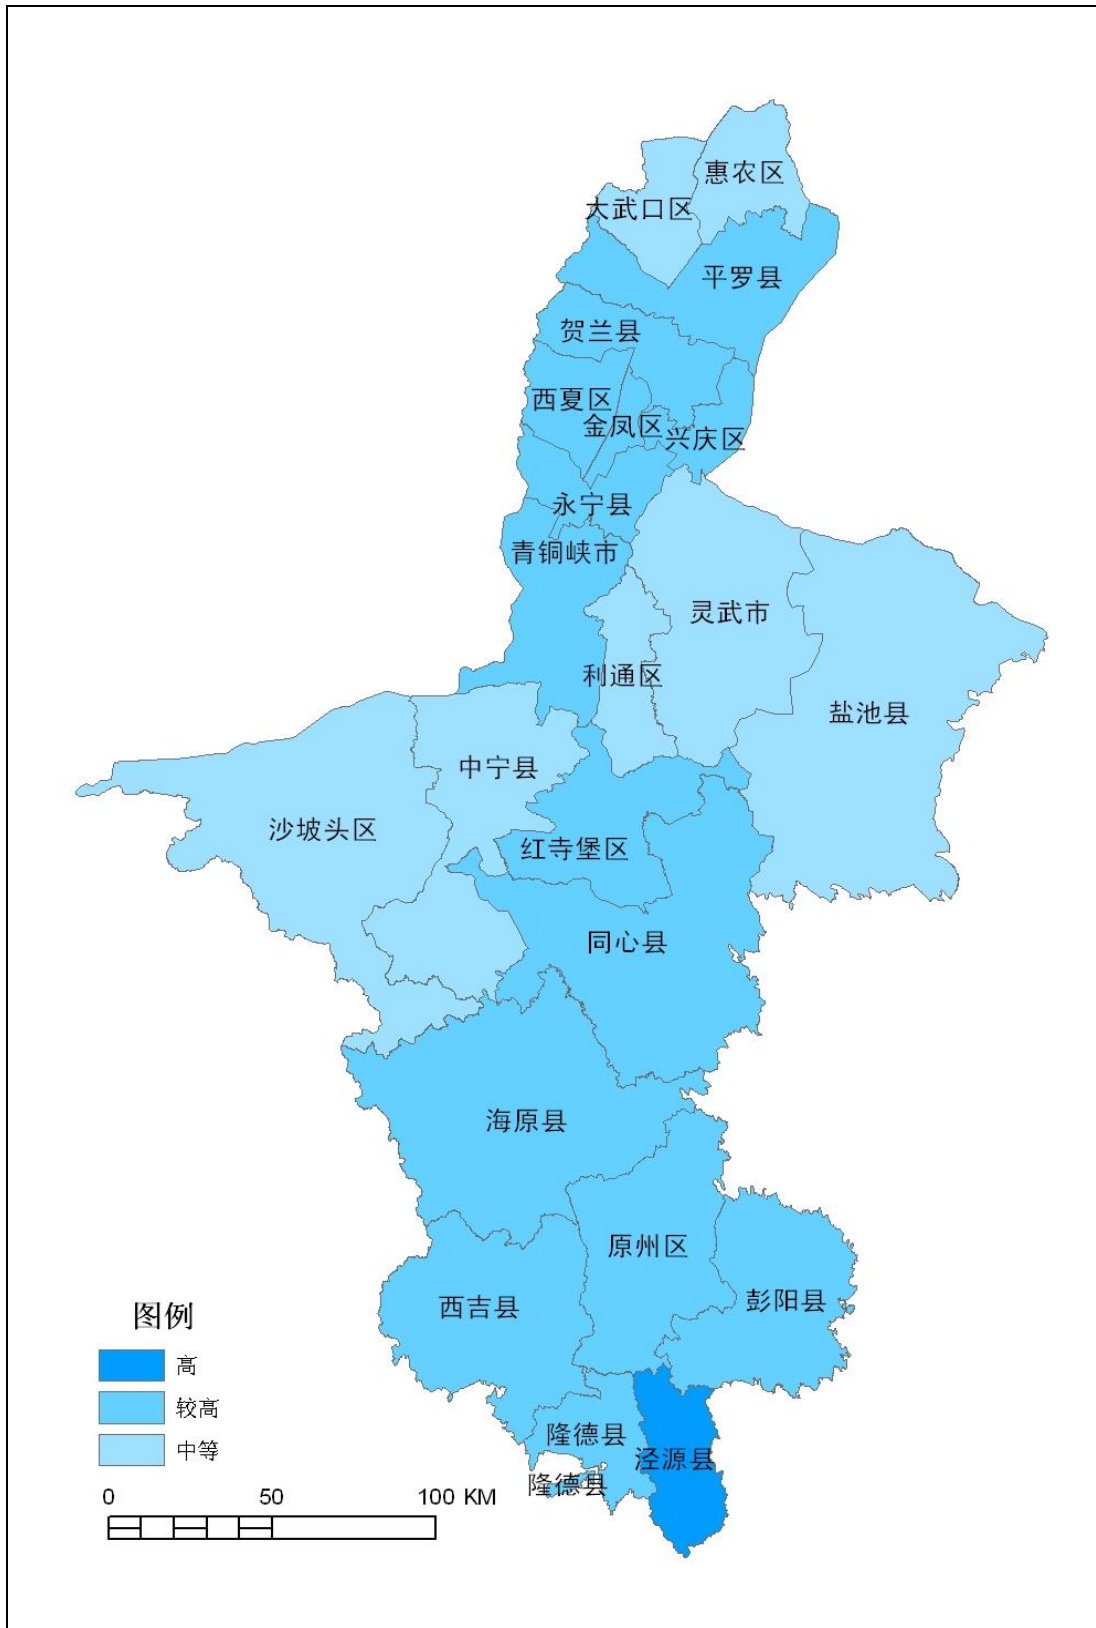 惠农区
大武口区
平罗县
贺兰县
西夏区
金凤区
兴庆区
永宁县
青铜峡市
灵武市
利通区
盐池县
中宁县
沙坡头区
红寺堡区
同心县
海原县
原州区
彭阳县
西吉县
隆德县
泾源县
隆德县
图例
高
较高
中等
0 50 100 KM